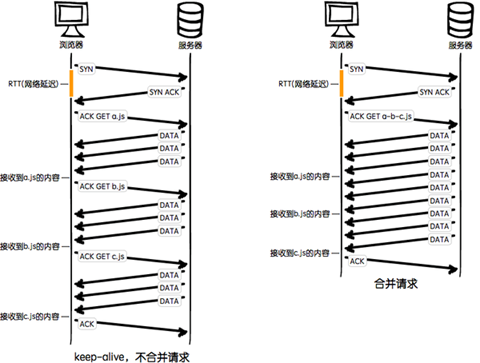 浏览器
服务器
SYN
RTT(网络延迟)
SYN ACK
ACK GET a.js
DATA
DATA
DATA
接收到a.js的内容
ACK GET b.js
DATA
DATA
DATA
接收到b.js的内容
ACK GET c.js
DATA
DATA
DATA
接收到c.js的内容
ACK
keep-alive，不合并请求
浏览器
服务器
SYN
RTT(网络延迟)
SYN ACK
ACK GET a-b-c.js
DATA
DATA
DATA
接收到a.js的内容
DATA
DATA
DATA
接收到b.js的内容
DATA
DATA
DATA
接收到c.js的内容
ACK
合并请求